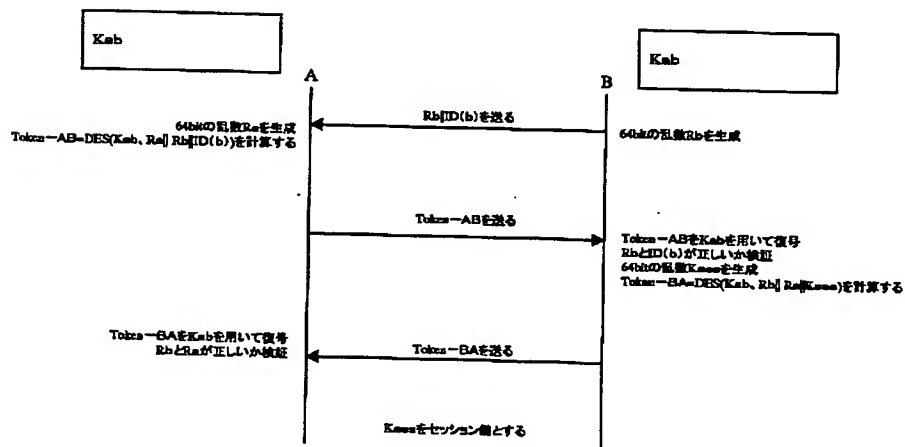 Kab
Kab
A
B
Rb||ID(b)を送る
64bitの乱数Rbを生成
64bitの乱数Raを生成
Token-AB=DES(Kab、Ra|| Rb||ID(b))を計算する
Token-ABを送る
Token-ABをKabを用いて復号
RbとID(b)が正しいか検証
64bitの乱数Ksesを生成
Token-BA=DES(Kab、Rb|| Ra||Kses)を計算する
Token-BAをKabを用いて復号
RbとRaが正しいか検証
Token-BAを送る
Ksesをセッション鍵とする